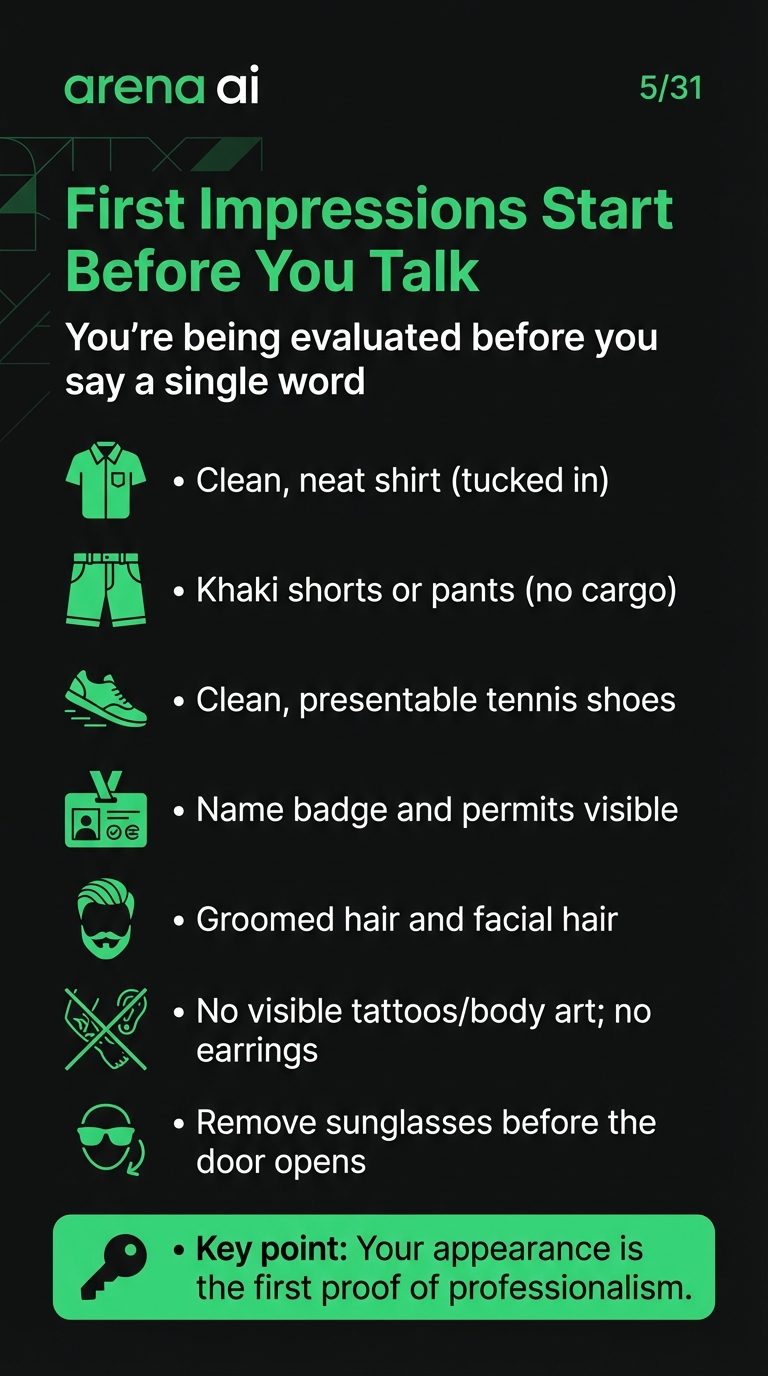 arena ai
5/31
First Impressions Start
Before You Talk
You’re being evaluated before you
say a single word
• Clean, neat shirt (tucked in)
• Khaki shorts or pants (no cargo)
• Clean, presentable tennis shoes
• Name badge and permits visible
• Groomed hair and facial hair
• No visible tattoos/body art; no
earrings
• Remove sunglasses before the
door opens
• Key point: Your appearance is
the first proof of professionalism.